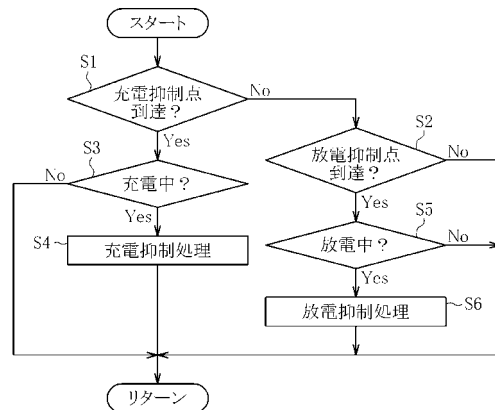 スタート
S1
充電抑制点
到達?
No
Yes
S2
放電抑制点
到達?
No
Yes
S3
No
充電中?
Yes
S4
充電抑制処理
S5
放電中?
No
Yes
放電抑制処理
S6
リターン